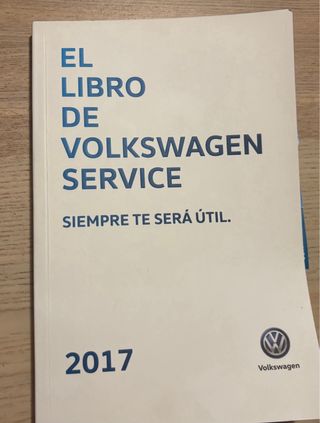 EL
LIBRO
DE
VOLKSWAGEN
SERVICE
SIEMPRE TE SERÁ ÚTIL.
2017
Volkswagen